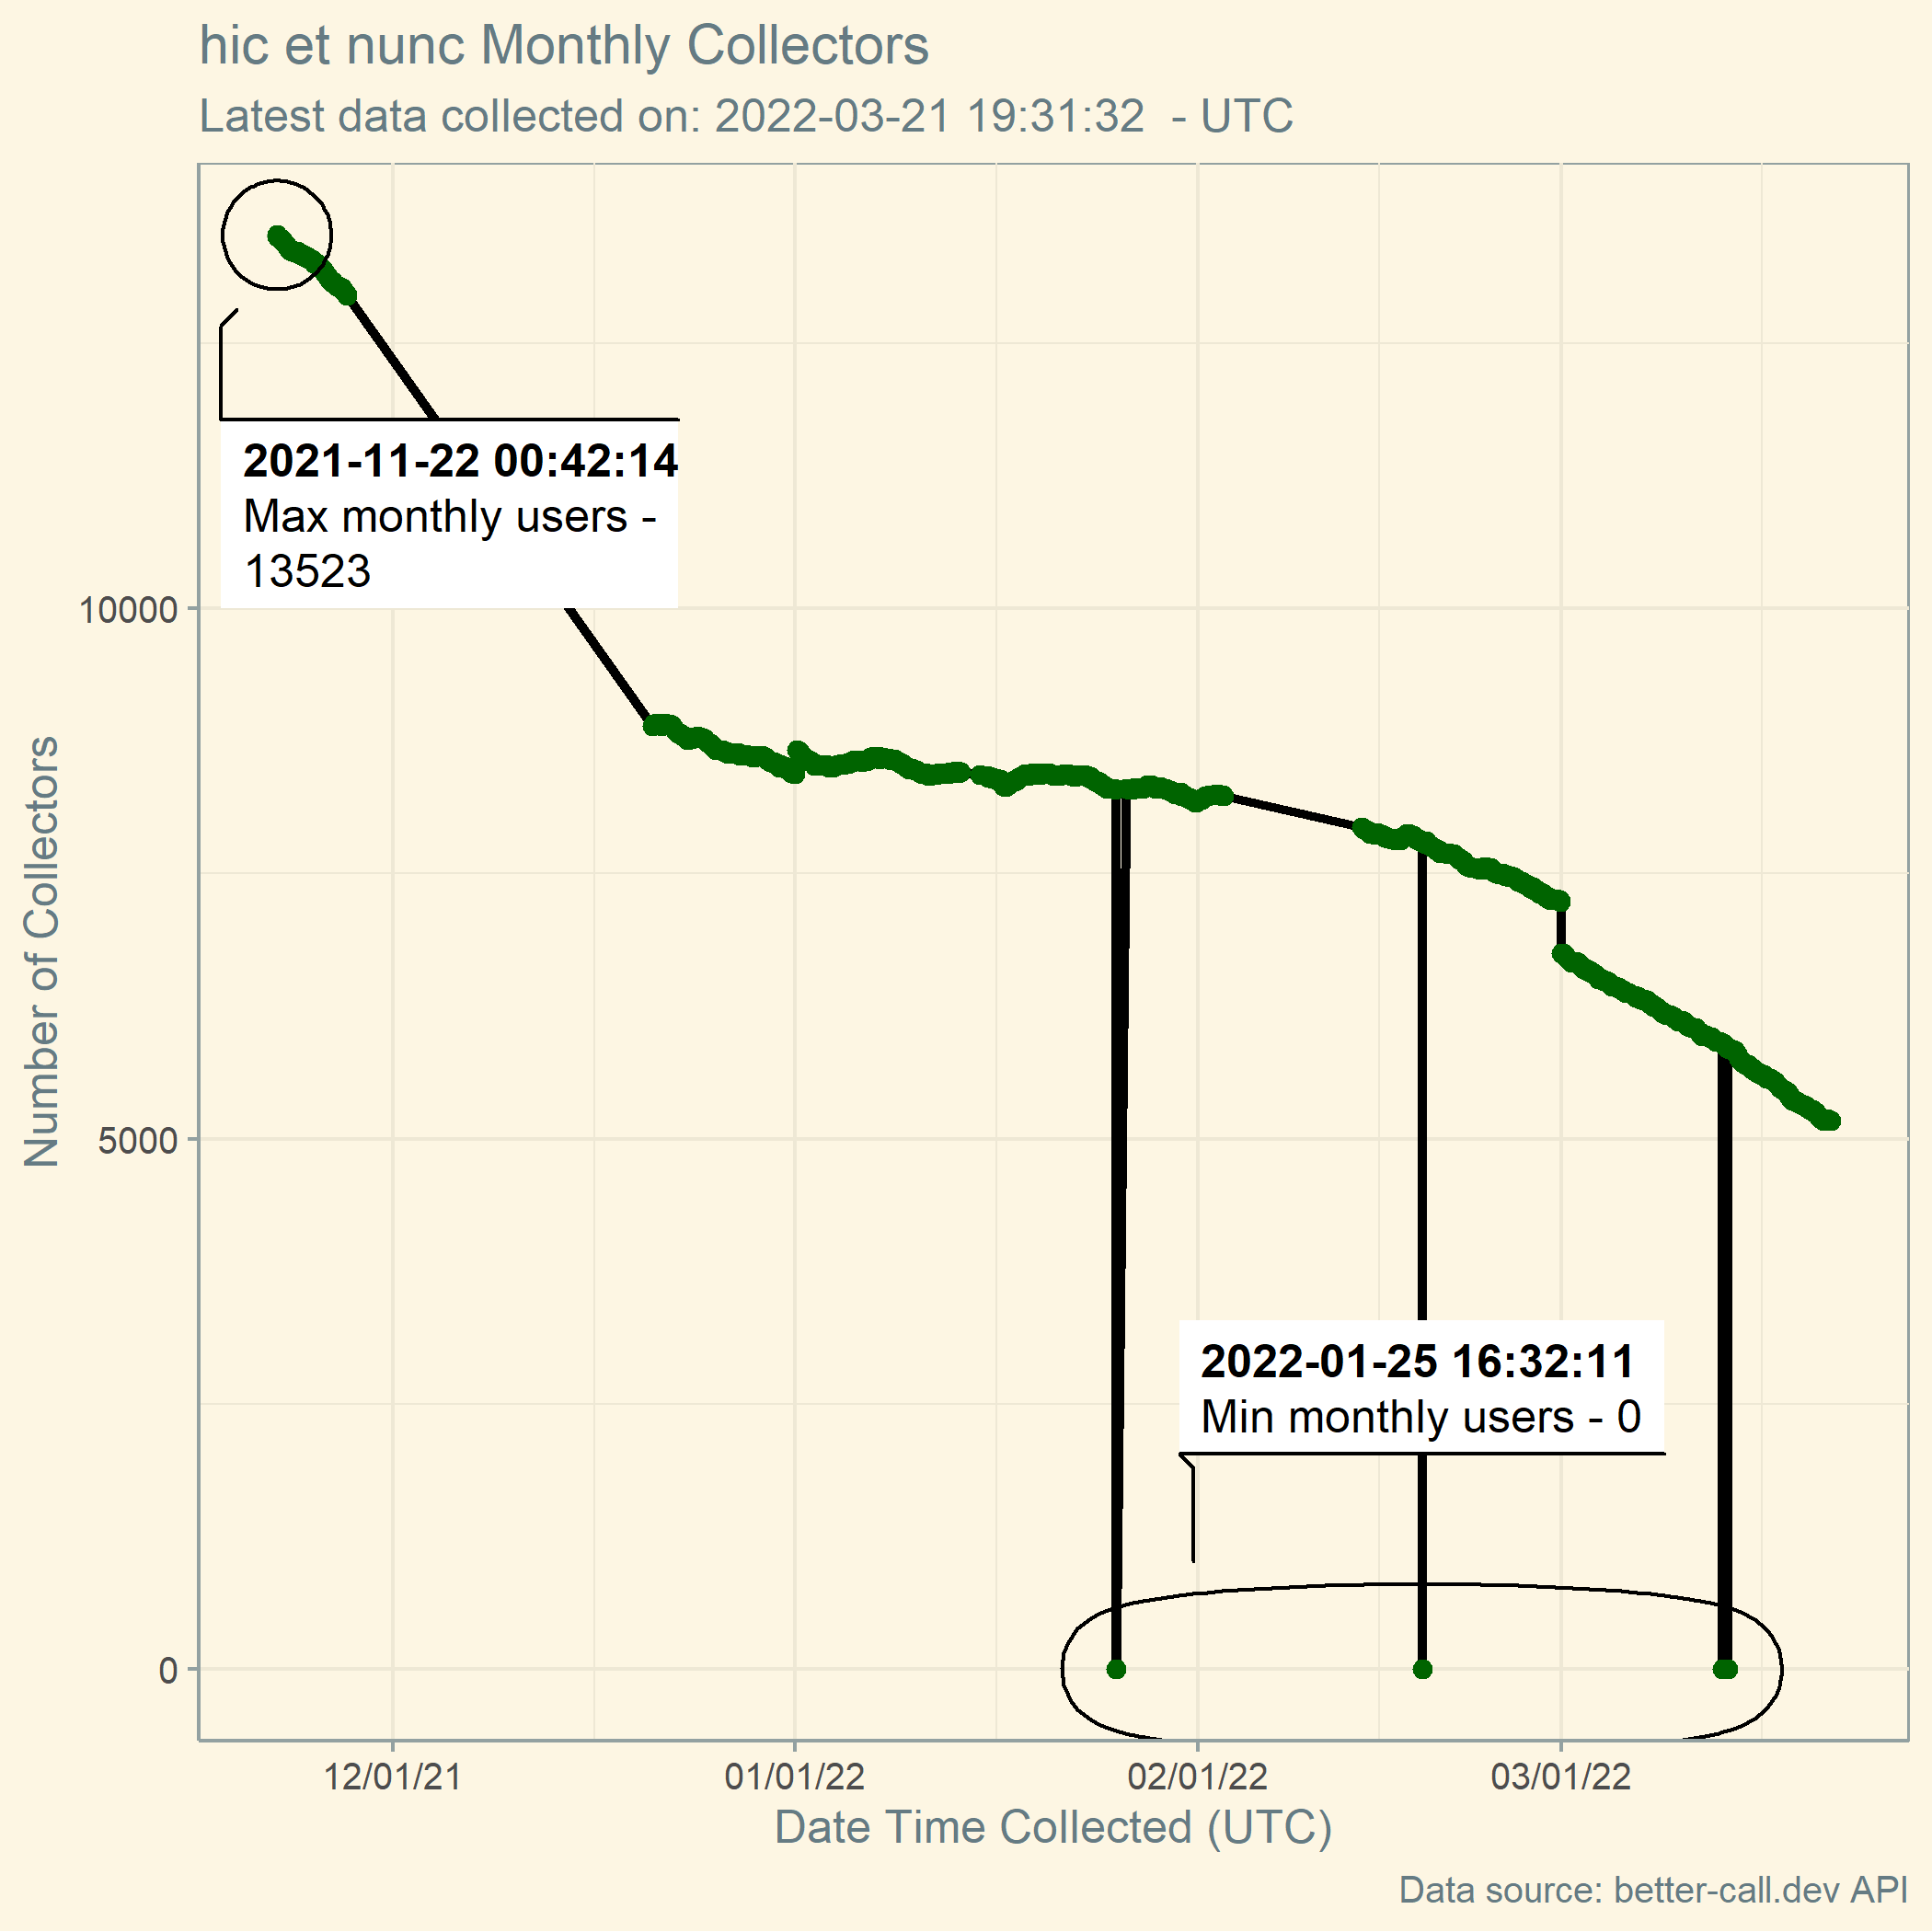 hic et nunc Monthly Collectors
Latest data collected on: 2022-03-21 19:31:32  - UTC
2021-11-22 00:42:14
Max monthly users -
13523
10000
5000
0
Number of Collectors
2022-01-25 16:32:11
Min monthly users - 0
12/01/21
01/01/22
02/01/22
03/01/22
Date Time Collected (UTC)
Data source: better-call.dev API